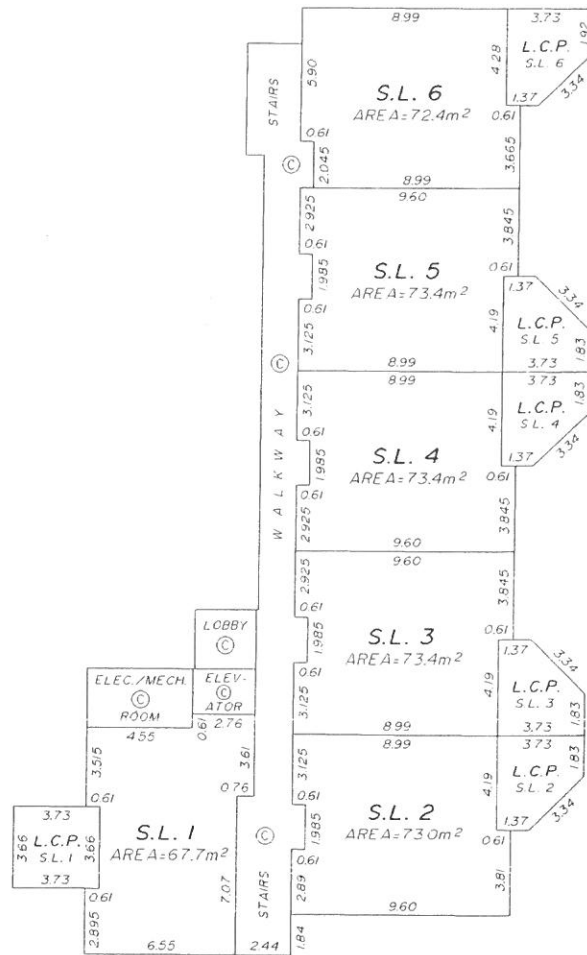 8.99
3.73
1.92
L.C.P.
S.L. 6
4.28
3.34
1.37
0.61
5.90
STAIRS
S.L. 6
AREA=72.4m²
0.61
2.045
©
3.665
8.99
9.60
2.925
0.61
1.985
0.61
3.125
S.L. 5
AREA=73.4m²
3.845
0.61
1.37
3.34
4.19
L.C.P.
S.L. 5
1.83
8.99
3.73
©
8.99
3.73
3.125
0.61
1.985
0.61
2.925
WALKWAY
S.L. 4
AREA=73.4m²
4.19
L.C.P.
S.L. 4
1.83
3.34
1.37
0.61
3.845
9.60
9.60
2.925
0.61
1.985
0.61
3.125
S.L. 3
AREA=73.4m²
3.845
0.61
1.37
3.34
4.19
L.C.P.
S.L. 3
1.83
8.99
3.73
LOBBY
©
ELEC./MECH.
©
ROOM
ELEV-
©
ATOR
4.55
0.61
2.76
3.515
3.61
0.61
0.76
3.73
3.66
L.C.P.
S.L. 1
3.66
3.73
S.L. 1
AREA=67.7m²
0.61
7.07
2.895
6.55
©
STAIRS
2.44
1.84
8.99
3.73
3.125
0.61
1.985
0.61
2.89
S.L. 2
AREA=73.0m²
4.19
L.C.P.
S.L. 2
1.83
3.34
1.37
0.61
3.81
9.60